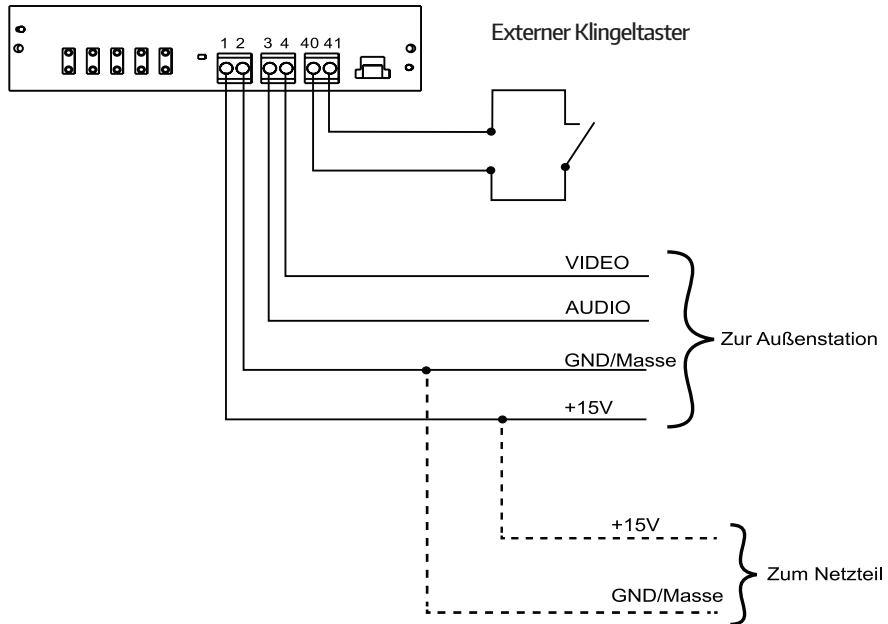 Externer Klingeltaster
1 2 3 4 40 41
VIDEO
AUDIO
Zur Außenstation
GND/Masse
+15V
+15V
Zum Netzteil
GND/Masse